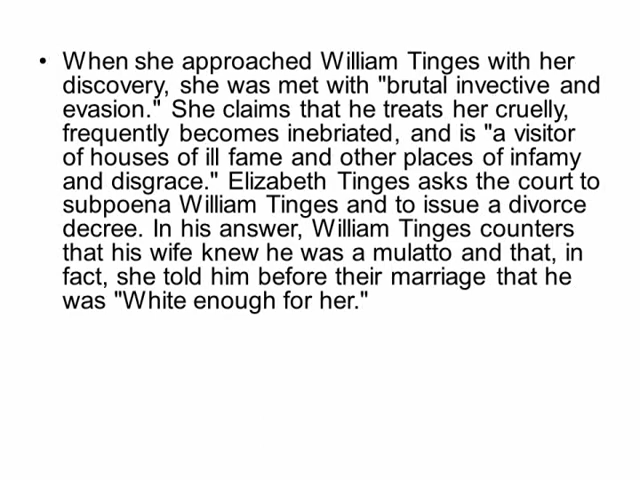 • When she approached William Tinges with her
discovery, she was met with "brutal invective and
evasion." She claims that he treats her cruelly,
frequently becomes inebriated, and is "a visitor
of houses of ill fame and other places of infamy
and disgrace." Elizabeth Tinges asks the court to
subpoena William Tinges and to issue a divorce
decree. In his answer, William Tinges counters
that his wife knew he was a mulatto and that, in
fact, she told him before their marriage that he
was "White enough for her."